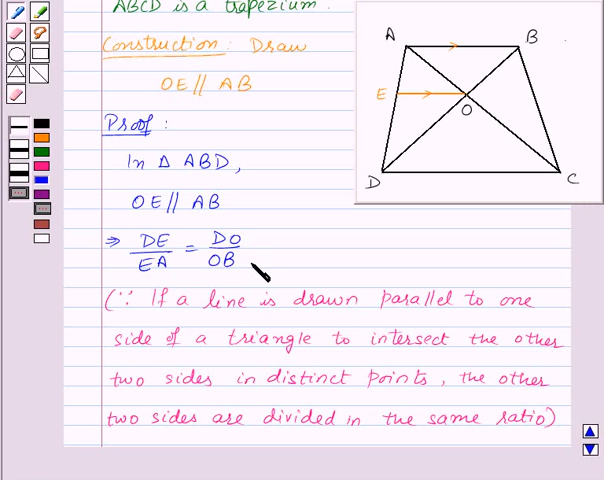 ABCD is a trapezium.
Construction: Draw
OE // AB
Proof:
In Δ ABD,
OE // AB
⇒ DE/EA = DO/OB
(∵ If a line is drawn parallel to one
side of a triangle to intersect the other
two sides in distinct points, the other
two sides are divided in the same ratio)
A
B
E
O
D
C